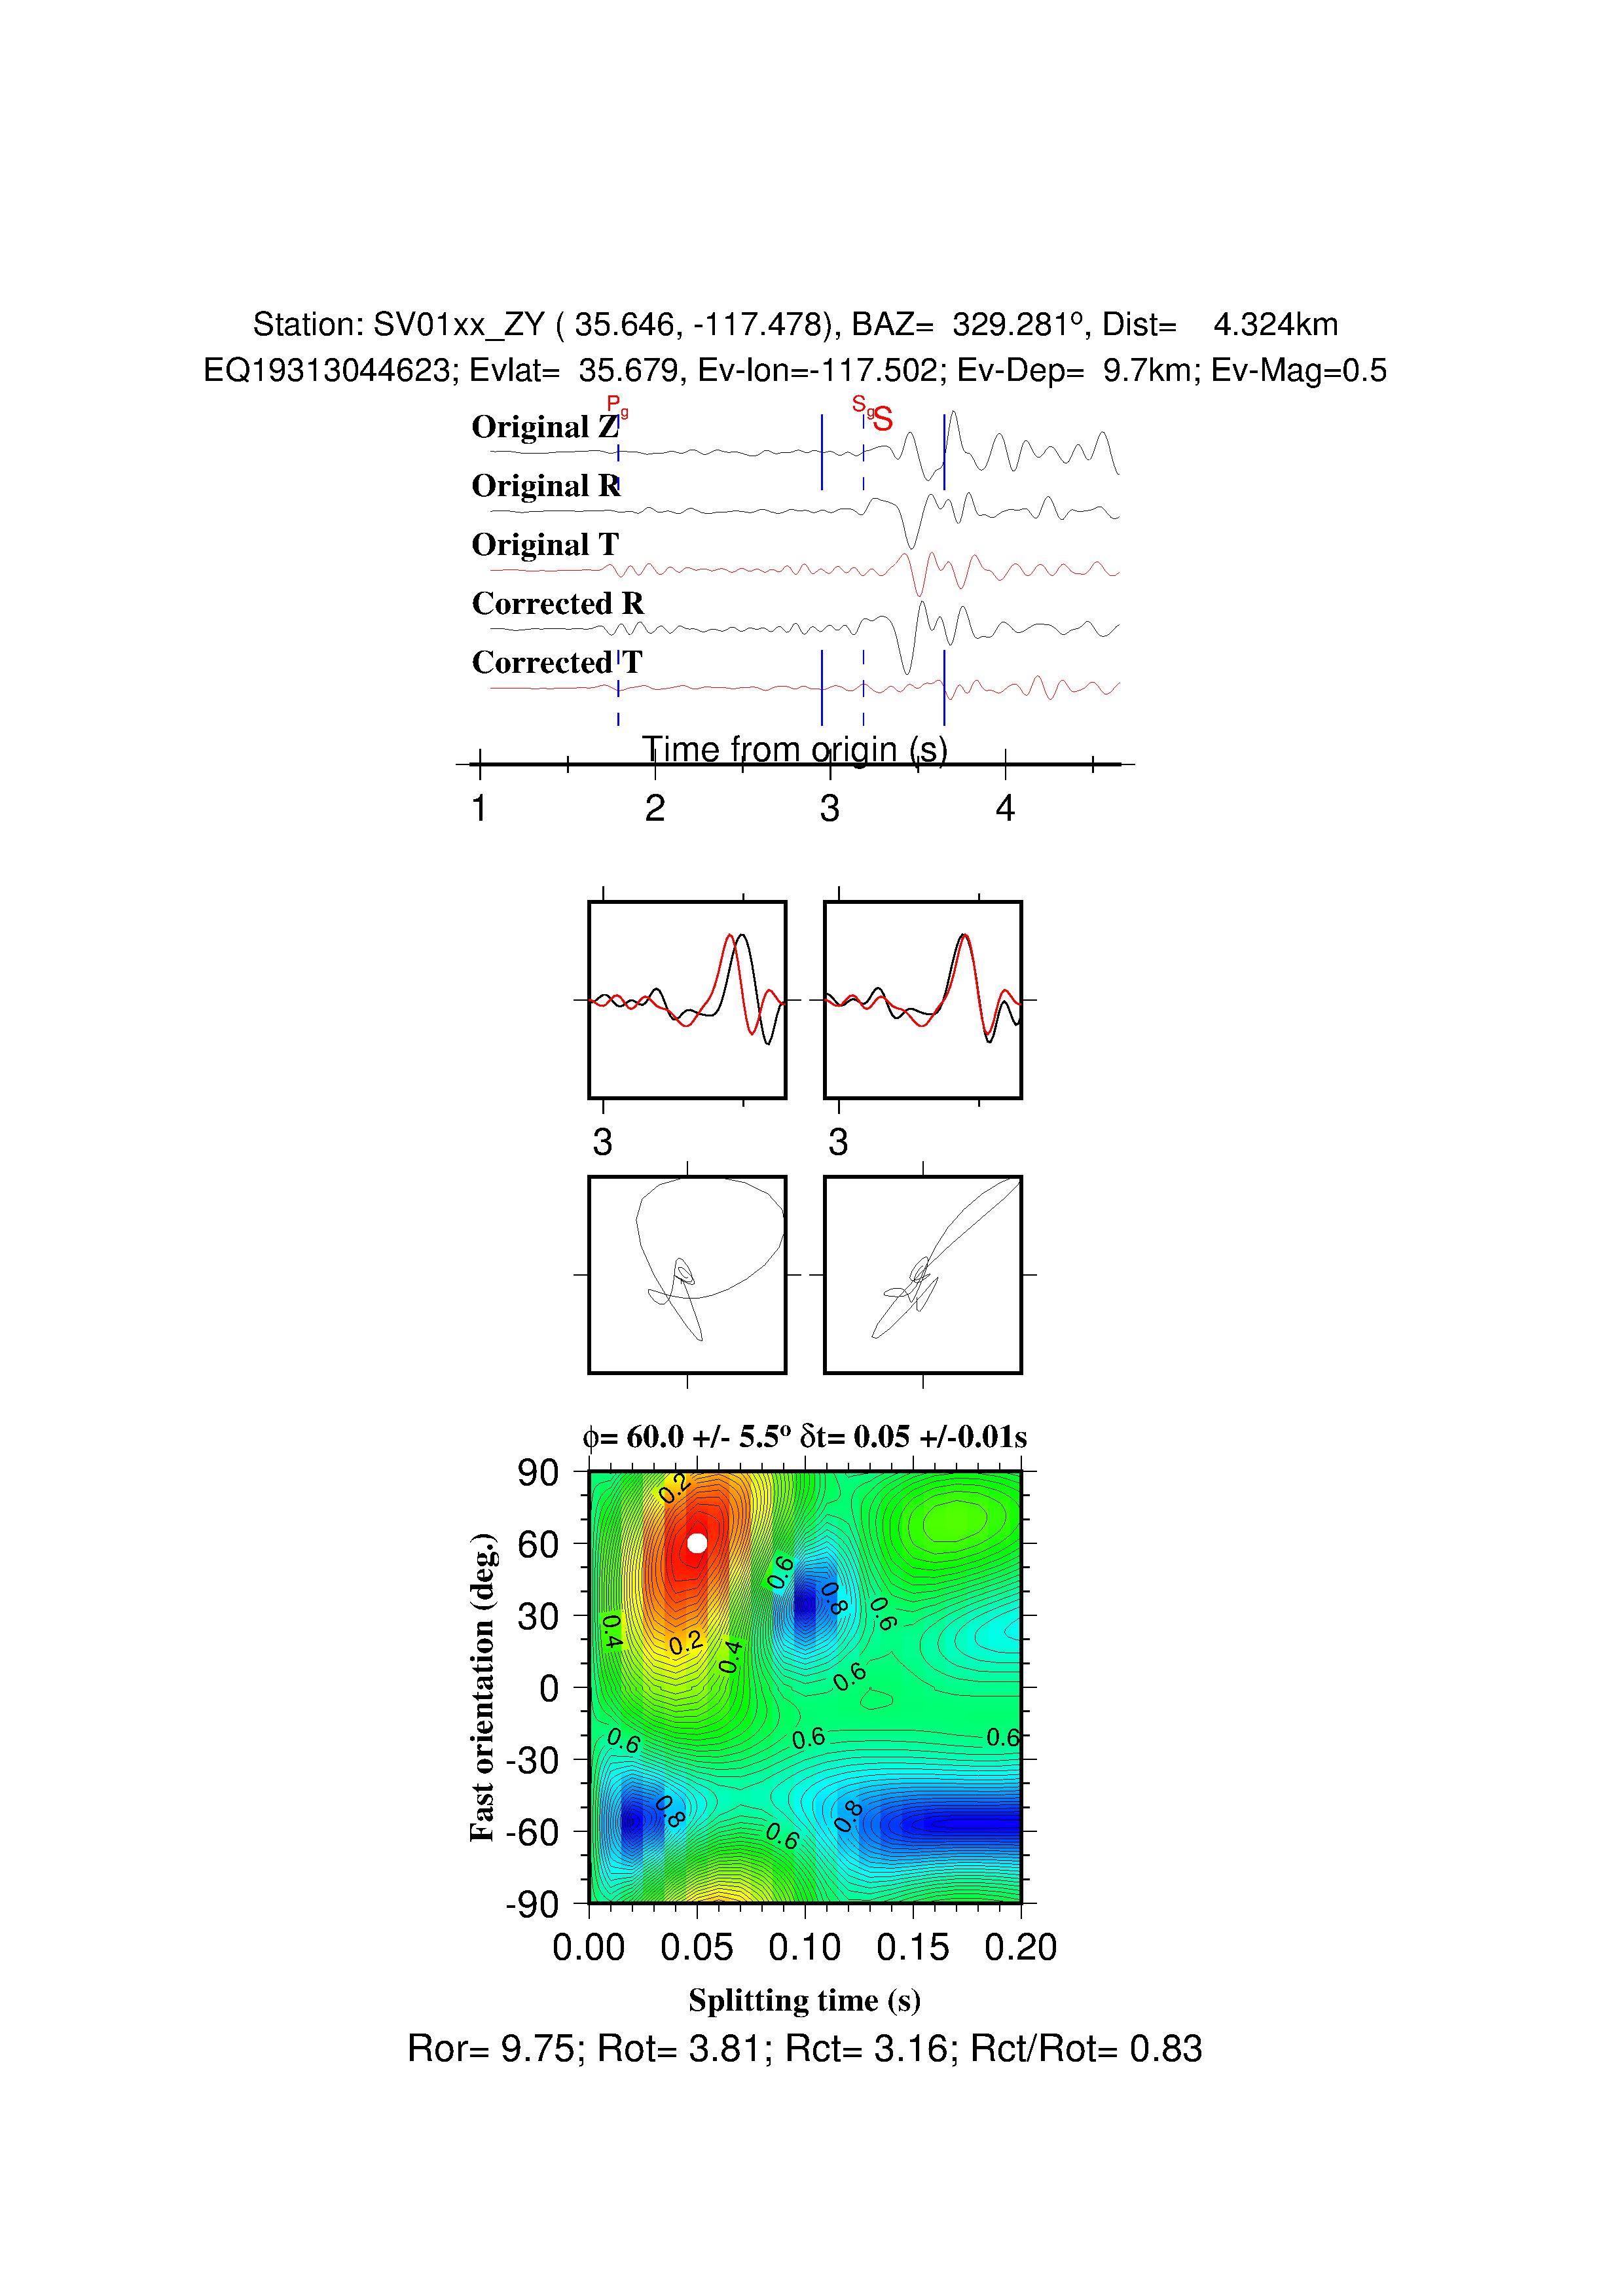 Station: SV01xx_ZY ( 35.646, -117.478), BAZ= 329.281º, Dist= 4.324km
EQ19313044623; Evlat= 35.679, Ev-lon=-117.502; Ev-Dep= 9.7km; Ev-Mag=0.5
Pg Sg S
Original Z
Original R
Original T
Corrected R
Corrected T
Time from origin (s)
1 2 3 4
3 3
ϕ= 60.0 +/- 5.5º δt= 0.05 +/-0.01s
90
60
30
0
-30
-60
-90
Fast orientation (deg.)
0.2
0.6 0.8 0.6
0.4 0.2 0.4
0.6
0.6 0.6 0.6
0.8 0.8
0.6
0.00 0.05 0.10 0.15 0.20
Splitting time (s)
Ror= 9.75; Rot= 3.81; Rct= 3.16; Rct/Rot= 0.83